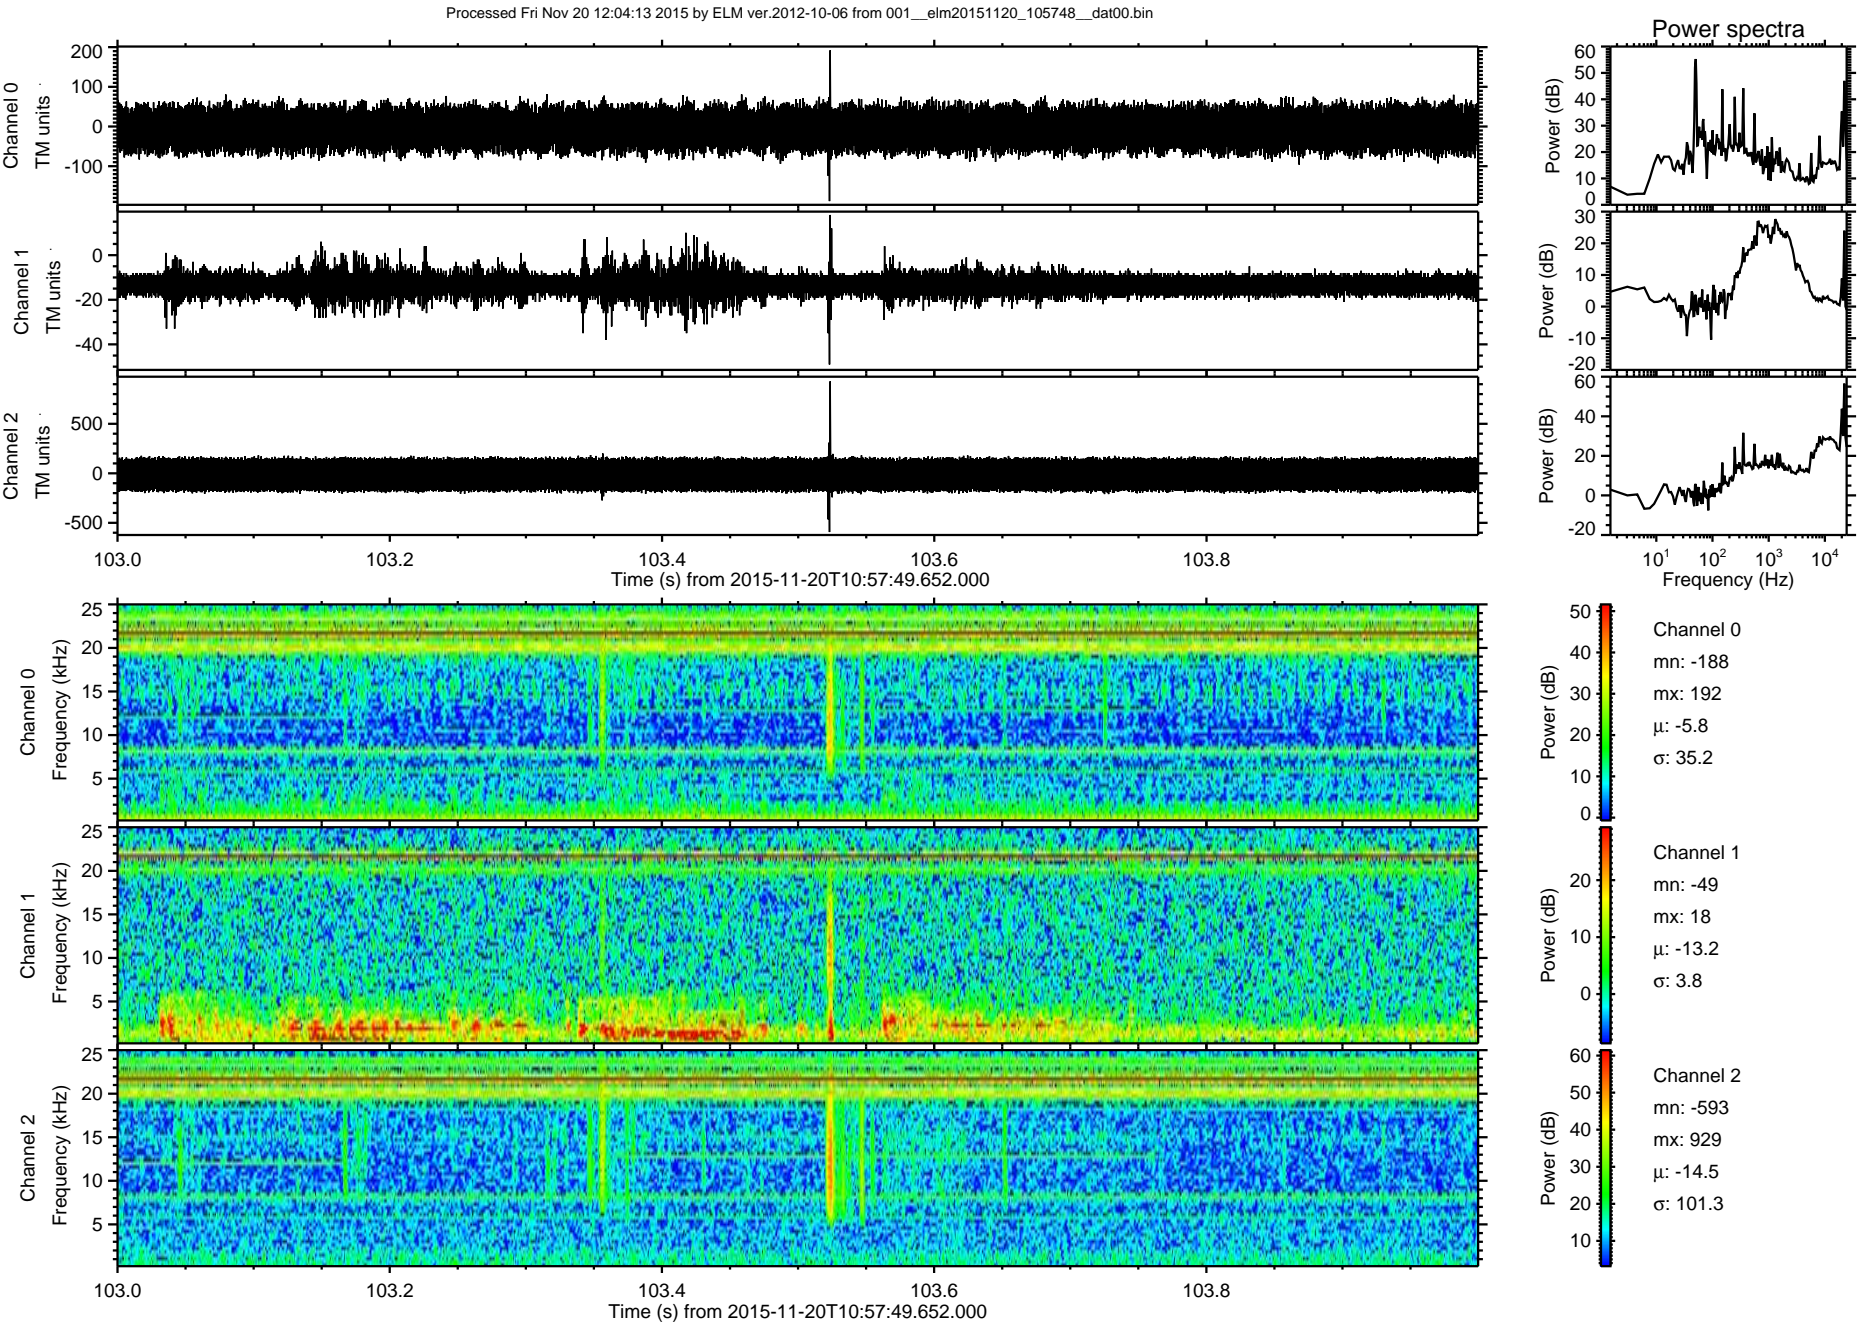 Processed Fri Nov 20 12:04:13 2015 by ELM ver.2012-10-06 from 001__elm20151120_105748__dat00.bin
Power spectra
Channel 0
TM units
200
100
0
-100
Power (dB)
60
50
40
30
20
10
0
Channel 1
TM units
0
-20
-40
Power (dB)
30
20
10
0
-10
-20
Channel 2
TM units
500
0
-500
Power (dB)
60
40
20
0
-20
103.0 103.2 103.4 103.6 103.8
Time (s) from 2015-11-20T10:57:49.652.000
10¹ 10² 10³ 10⁴
Frequency (Hz)
Channel 0
Frequency (kHz)
25
20
15
10
5
Power (dB)
50
40
30
20
10
0
Channel 0
mn: -188
mx: 192
µ: -5.8
σ: 35.2
Channel 1
Frequency (kHz)
25
20
15
10
5
Power (dB)
20
10
0
Channel 1
mn: -49
mx: 18
µ: -13.2
σ: 3.8
Channel 2
Frequency (kHz)
25
20
15
10
5
Power (dB)
60
50
40
30
20
10
Channel 2
mn: -593
mx: 929
µ: -14.5
σ: 101.3
103.0 103.2 103.4 103.6 103.8
Time (s) from 2015-11-20T10:57:49.652.000